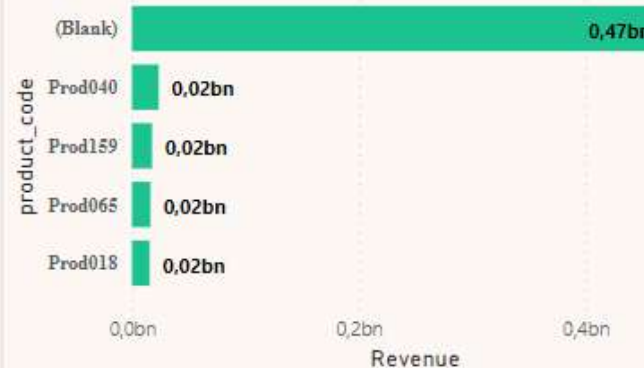 (Blank) 0,47bn
Prod040 0,02bn
Prod159 0,02bn
Prod065 0,02bn
Prod018 0,02bn
product_code
0,0bn 0,2bn 0,4bn
Revenue